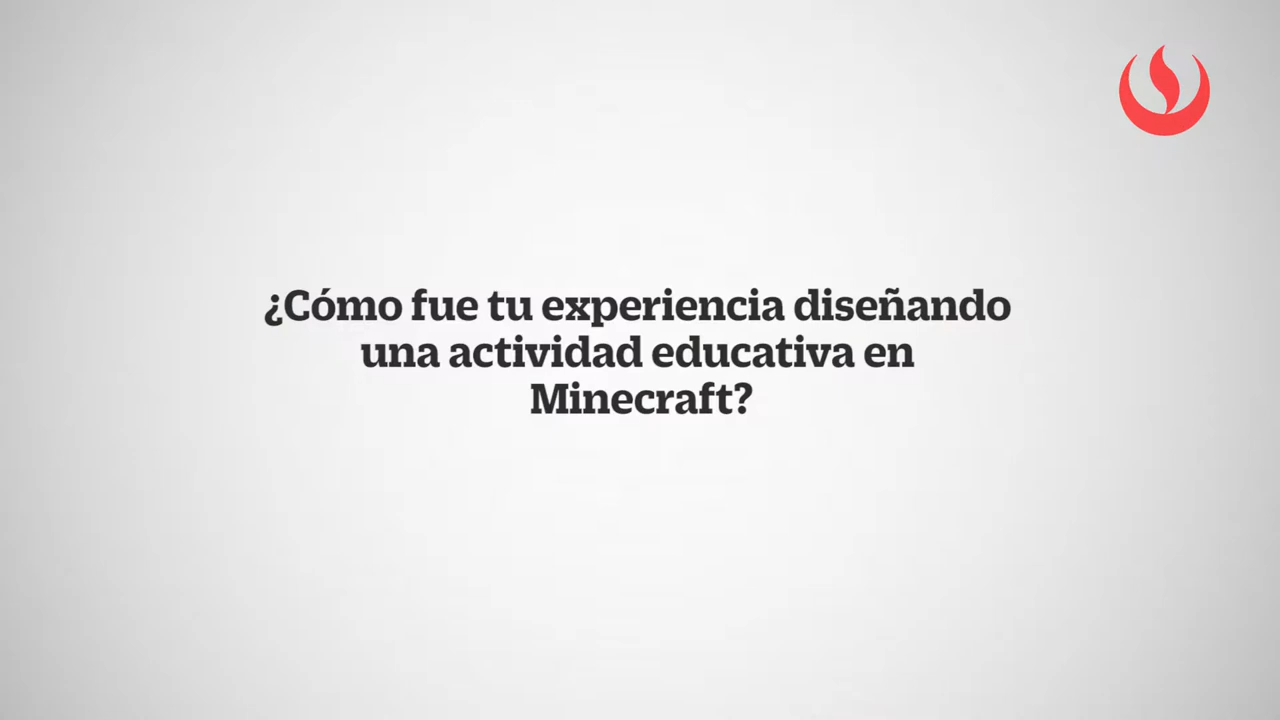 ¿Cómo fue tu experiencia diseñando
una actividad educativa en
Minecraft?